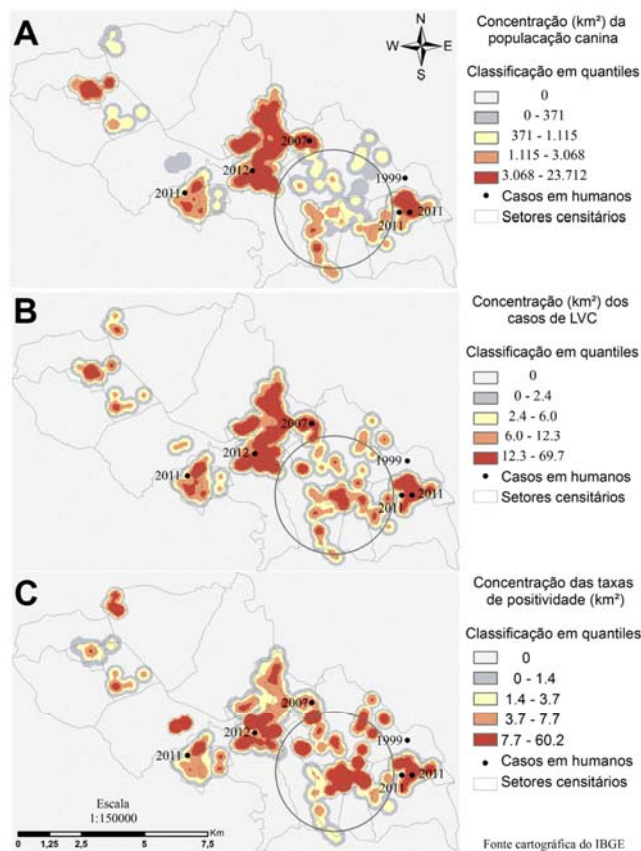 A
N
W E
S
2007
2012
2011
1999
2011
2011
Concentração (km²) da
populacação canina
Classificação em quantiles
0
0 - 371
371 - 1.115
1.115 - 3.068
3.068 - 23.712
Casos em humanos
Setores censitários
B
2007
2012
2011
1999
2011
2011
Concentração (km²) dos
casos de LVC
Classificação em quantiles
0
0 - 2.4
2.4 - 6.0
6.0 - 12.3
12.3 - 69.7
Casos em humanos
Setores censitários
C
2007
2012
2011
1999
2011
2011
Concentração das taxas
de positividade (km²)
Classificação em quantiles
0
0 - 1.4
1.4 - 3.7
3.7 - 7.7
7.7 - 60.2
Casos em humanos
Setores censitários
Escala
1:150000
0 1,25 2,5 5 7,5 Km
Fonte cartográfica do IBGE